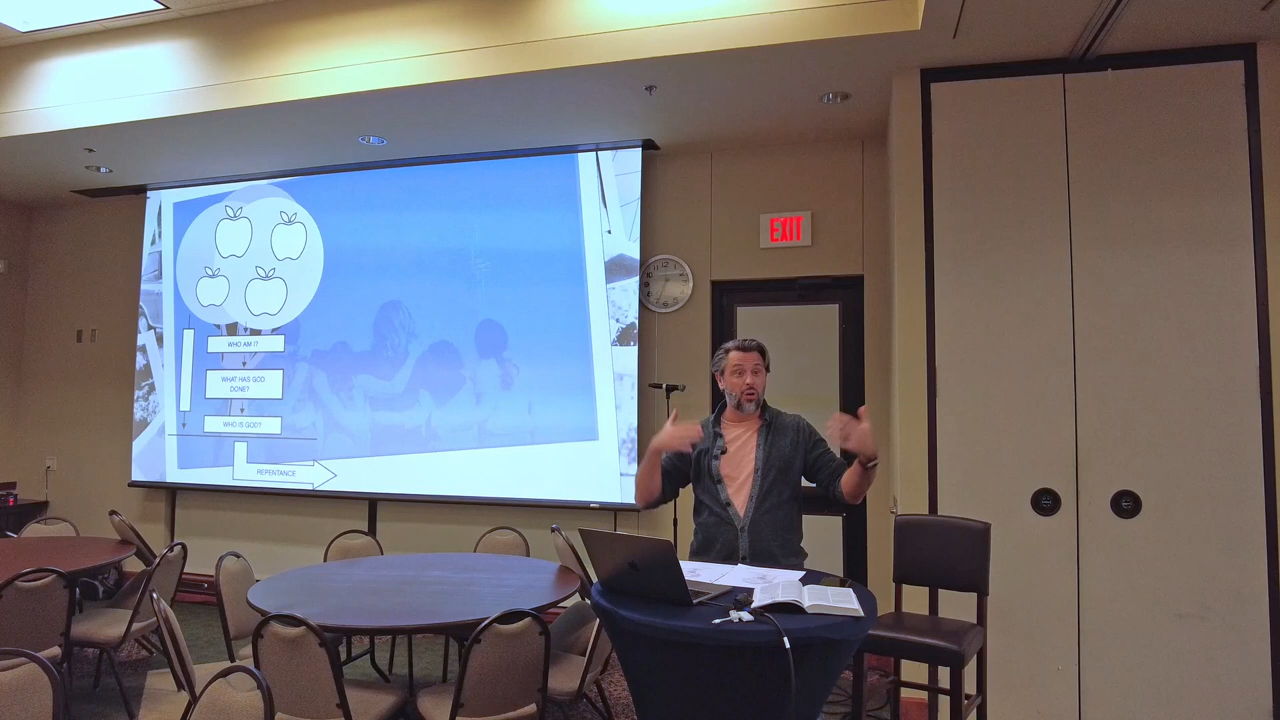 EXIT
WHO AM I?
WHAT HAS GOD
DONE?
WHO IS GOD?
REPENTANCE